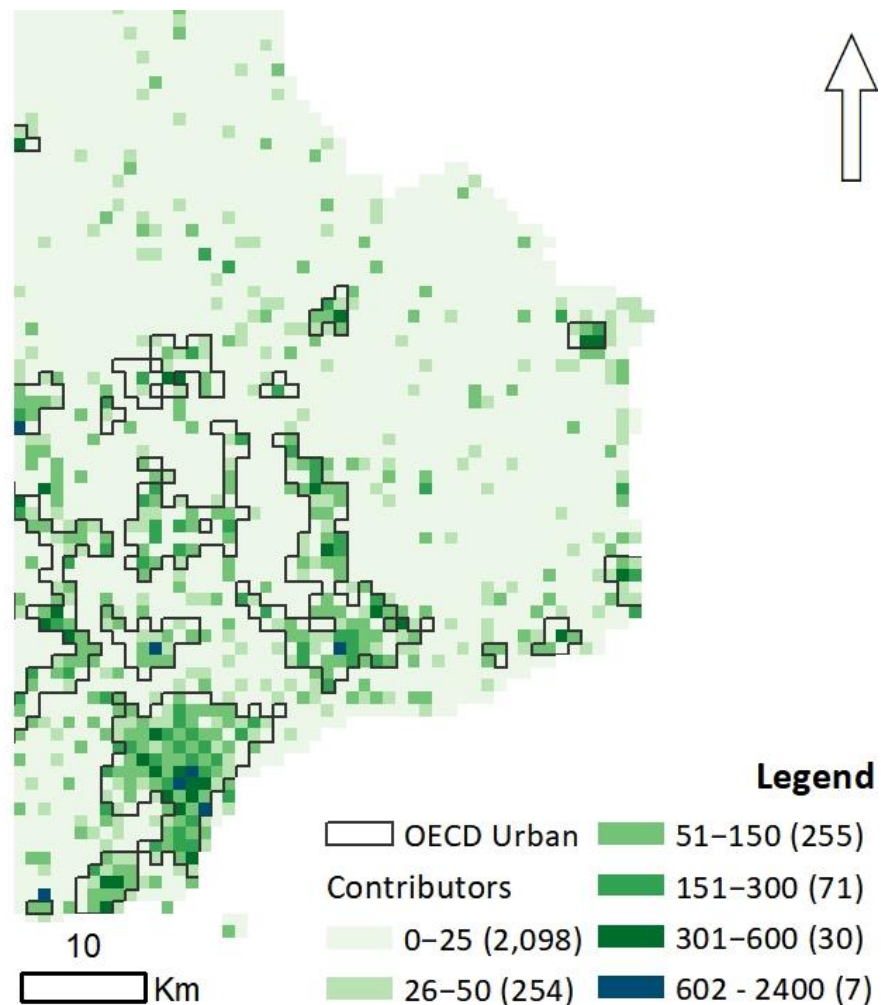 Legend
OECD Urban
51–150 (255)
Contributors
151–300 (71)
0–25 (2,098)
301–600 (30)
26–50 (254)
602 - 2400 (7)
10
Km